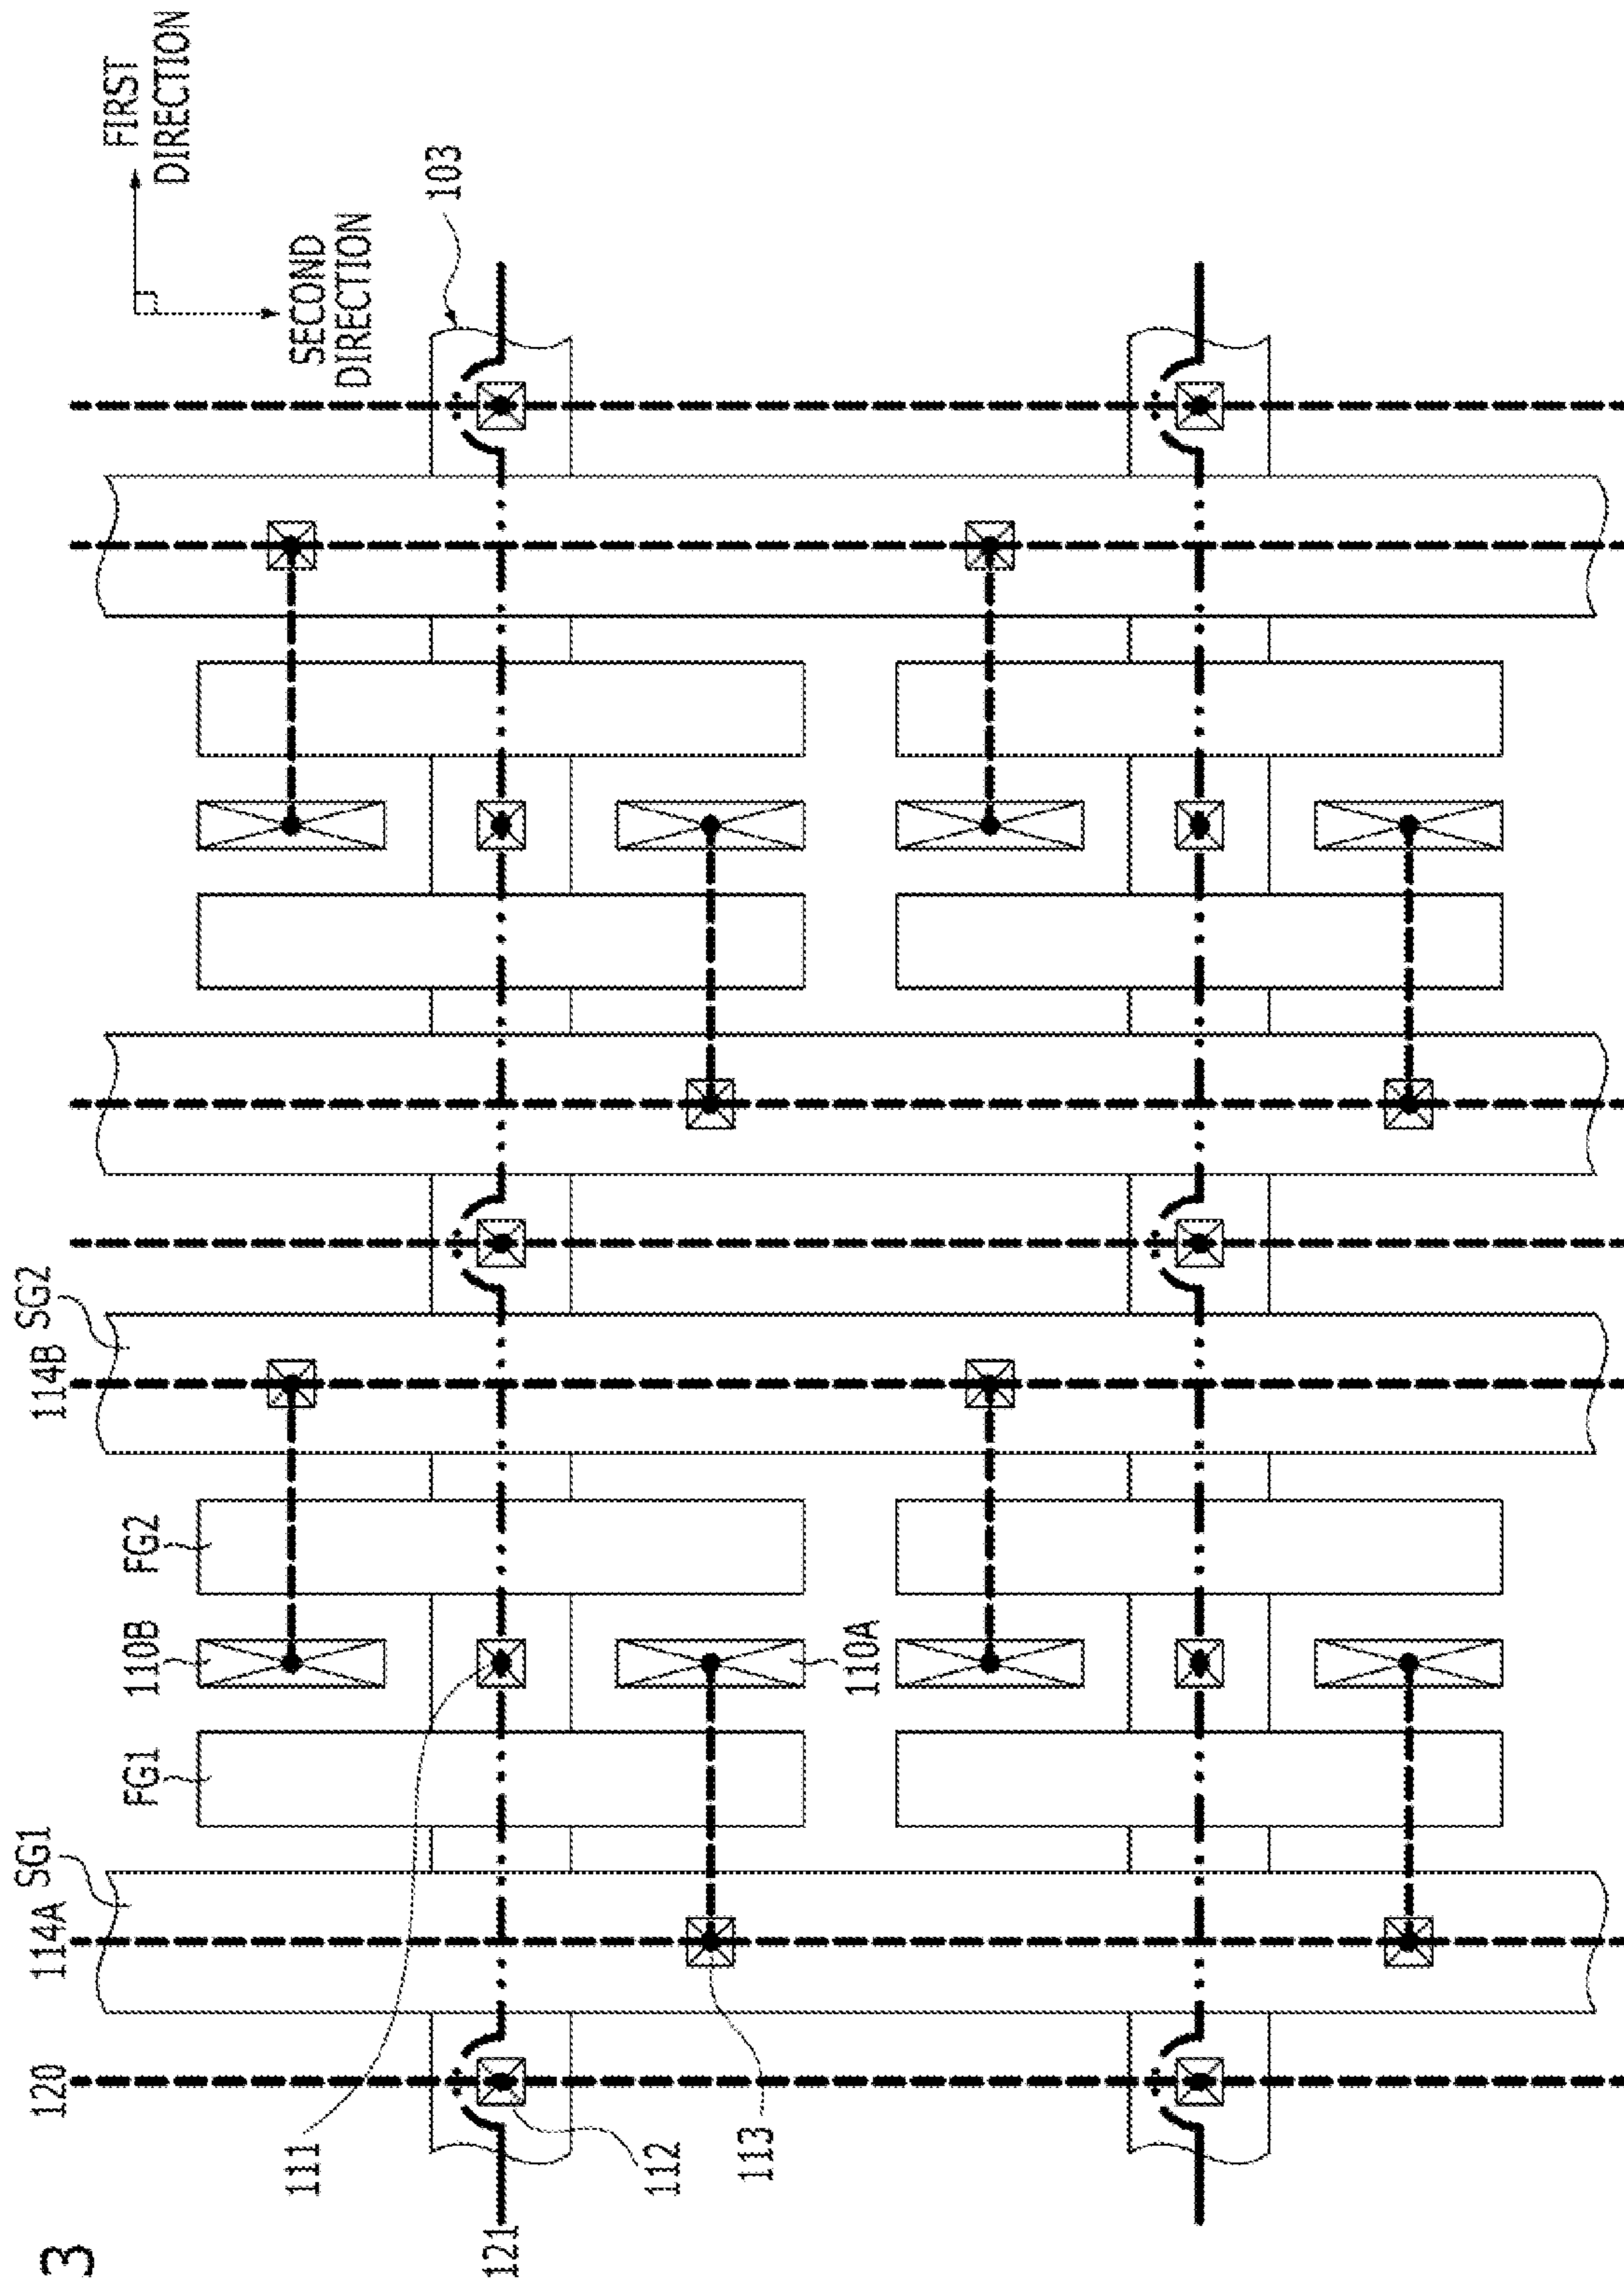 3
SG1
SG2
120
114A
114B
FG1
110B
FG2
FIRST
DIRECTION
SECOND
DIRECTION
111
103
121
112
113
110A